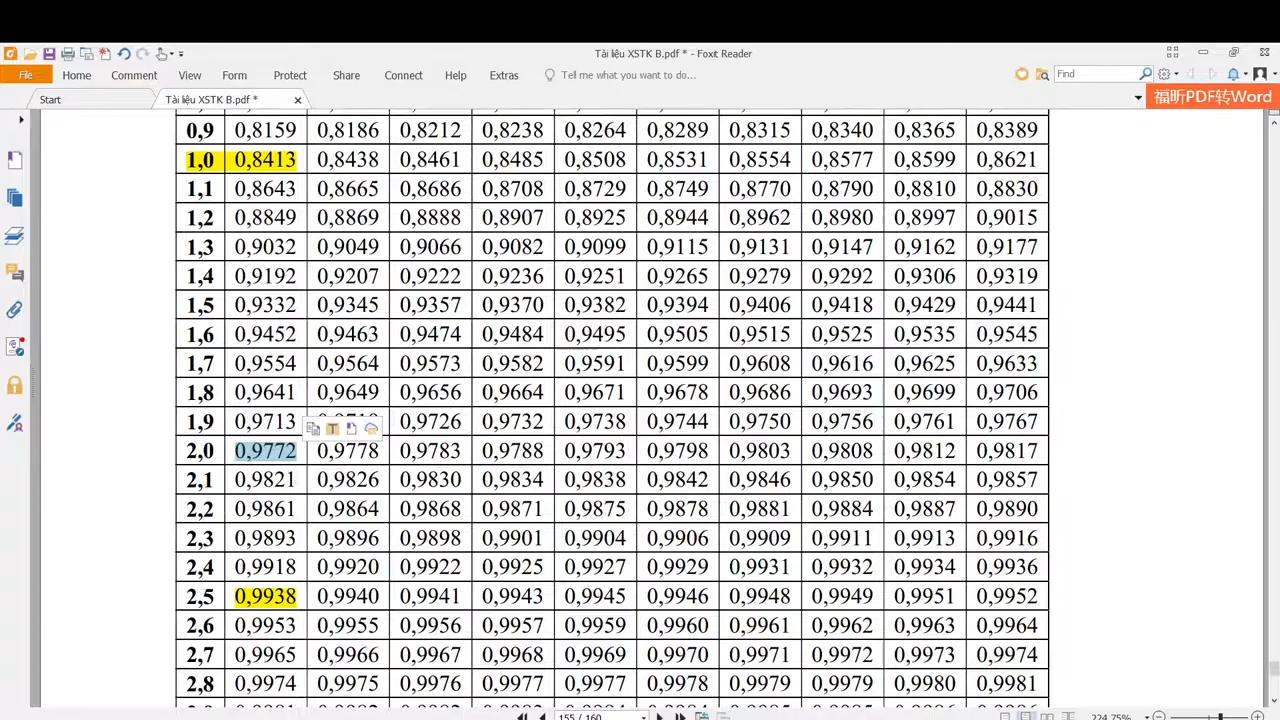 Tài liệu XSTK B.pdf * - Foxit Reader
File Home Comment View Form Protect Share Connect Help Extras Tell me what you want to do... Find
Start Tài liệu XSTK B.pdf * 福昕PDF转Word
0,9 0,8159 0,8186 0,8212 0,8238 0,8264 0,8289 0,8315 0,8340 0,8365 0,8389
1,0 0,8413 0,8438 0,8461 0,8485 0,8508 0,8531 0,8554 0,8577 0,8599 0,8621
1,1 0,8643 0,8665 0,8686 0,8708 0,8729 0,8749 0,8770 0,8790 0,8810 0,8830
1,2 0,8849 0,8869 0,8888 0,8907 0,8925 0,8944 0,8962 0,8980 0,8997 0,9015
1,3 0,9032 0,9049 0,9066 0,9082 0,9099 0,9115 0,9131 0,9147 0,9162 0,9177
1,4 0,9192 0,9207 0,9222 0,9236 0,9251 0,9265 0,9279 0,9292 0,9306 0,9319
1,5 0,9332 0,9345 0,9357 0,9370 0,9382 0,9394 0,9406 0,9418 0,9429 0,9441
1,6 0,9452 0,9463 0,9474 0,9484 0,9495 0,9505 0,9515 0,9525 0,9535 0,9545
1,7 0,9554 0,9564 0,9573 0,9582 0,9591 0,9599 0,9608 0,9616 0,9625 0,9633
1,8 0,9641 0,9649 0,9656 0,9664 0,9671 0,9678 0,9686 0,9693 0,9699 0,9706
1,9 0,9713 0,9726 0,9732 0,9738 0,9744 0,9750 0,9756 0,9761 0,9767
2,0 0,9772 0,9778 0,9783 0,9788 0,9793 0,9798 0,9803 0,9808 0,9812 0,9817
2,1 0,9821 0,9826 0,9830 0,9834 0,9838 0,9842 0,9846 0,9850 0,9854 0,9857
2,2 0,9861 0,9864 0,9868 0,9871 0,9875 0,9878 0,9881 0,9884 0,9887 0,9890
2,3 0,9893 0,9896 0,9898 0,9901 0,9904 0,9906 0,9909 0,9911 0,9913 0,9916
2,4 0,9918 0,9920 0,9922 0,9925 0,9927 0,9929 0,9931 0,9932 0,9934 0,9936
2,5 0,9938 0,9940 0,9941 0,9943 0,9945 0,9946 0,9948 0,9949 0,9951 0,9952
2,6 0,9953 0,9955 0,9956 0,9957 0,9959 0,9960 0,9961 0,9962 0,9963 0,9964
2,7 0,9965 0,9966 0,9967 0,9968 0,9969 0,9970 0,9971 0,9972 0,9973 0,9974
2,8 0,9974 0,9975 0,9976 0,9977 0,9977 0,9978 0,9979 0,9979 0,9980 0,9981
155 / 160 224.75%